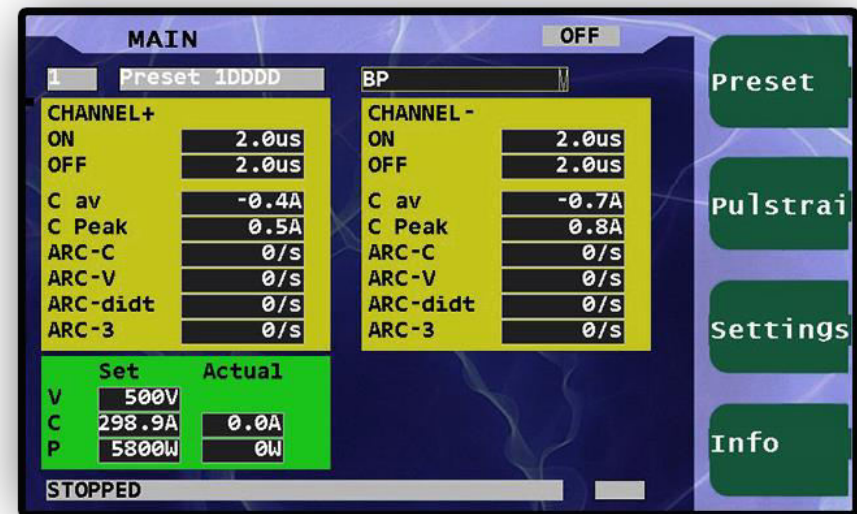 MAIN OFF
1 Preset 1DDDD BP M
CHANNEL+
ON 2.0us
OFF 2.0us
C av -0.4A
C Peak 0.5A
ARC-C 0/s
ARC-V 0/s
ARC-didt 0/s
ARC-3 0/s
CHANNEL-
ON 2.0us
OFF 2.0us
C av -0.7A
C Peak 0.8A
ARC-C 0/s
ARC-V 0/s
ARC-didt 0/s
ARC-3 0/s
Set Actual
V 500V
C 298.9A 0.0A
P 5800W 0W
STOPPED
Preset
Pulstrai
Settings
Info